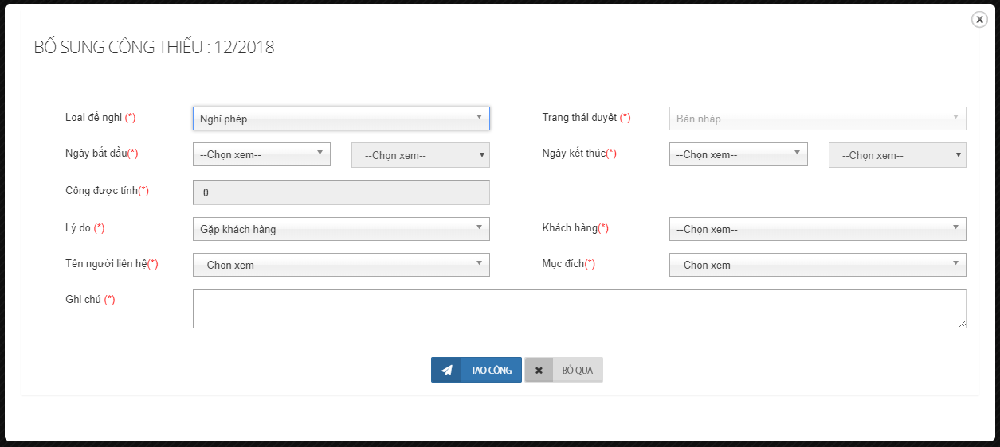 BỐ SUNG CÔNG THIẾU : 12/2018
Loại đề nghị (*) Nghỉ phép Trạng thái duyệt (*) Bản nháp
Ngày bắt đầu(*) --Chọn xem-- --Chọn xem-- Ngày kết thúc(*) --Chọn xem-- --Chọn xem--
Công được tính(*) 0
Lý do (*) Gặp khách hàng Khách hàng(*) --Chọn xem--
Tên người liên hệ(*) --Chọn xem-- Mục đích(*) --Chọn xem--
Ghi chú (*)
TẠO CÔNG BỎ QUA